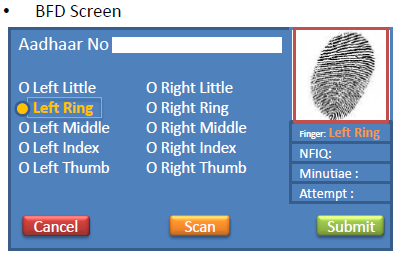 • BFD Screen
Aadhaar No
O Left Little
Left Ring
O Left Middle
O Left Index
O Left Thumb
O Right Little
O Right Ring
O Right Middle
O Right Index
O Right Thumb
Finger: Left Ring
NFIQ:
Minutiae :
Attempt :
Cancel
Scan
Submit